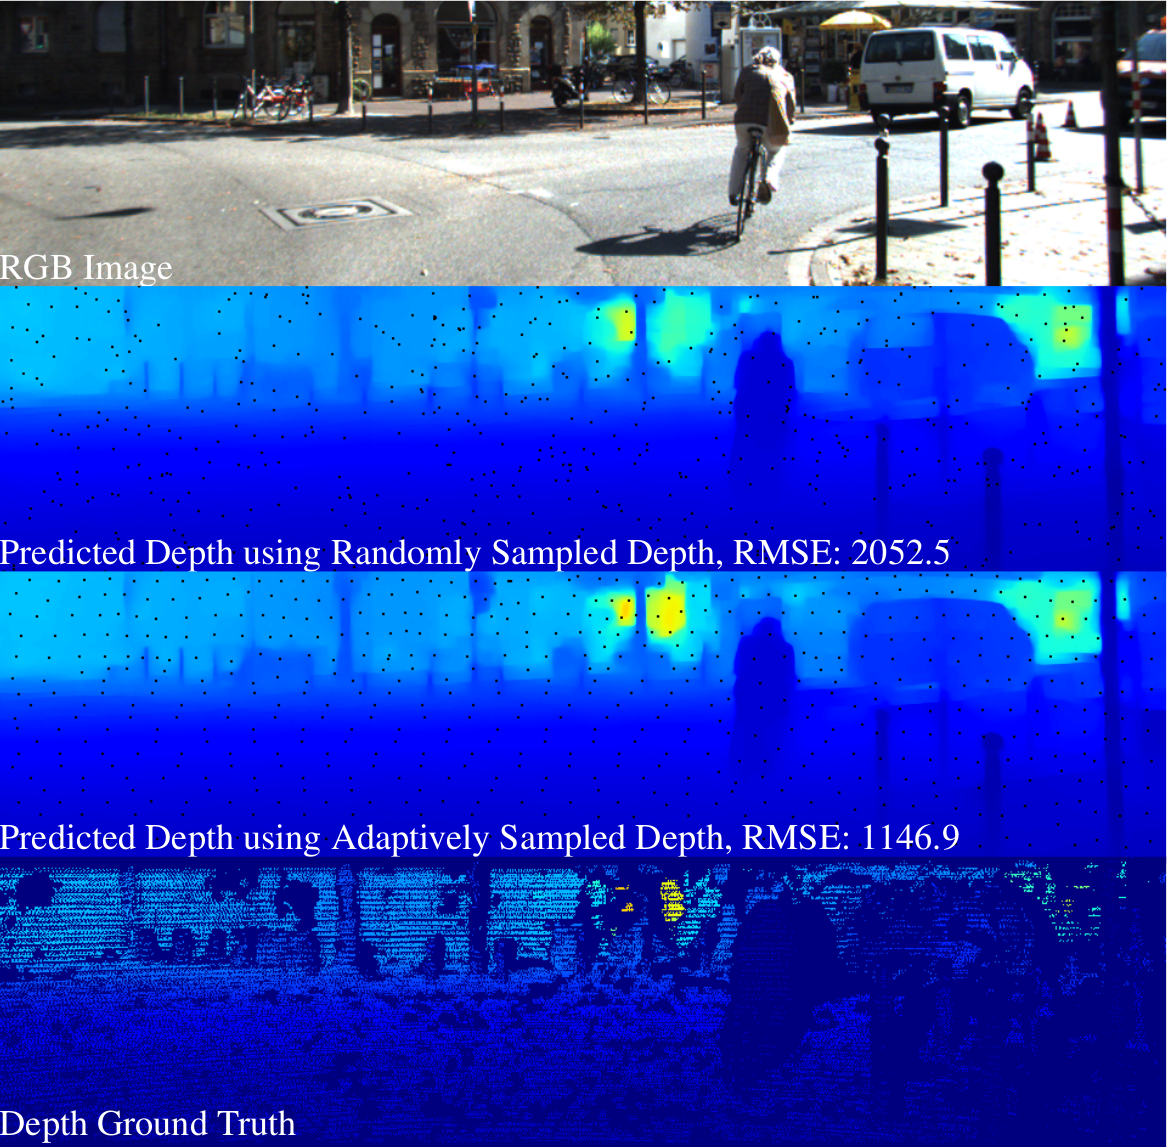 RGB Image
Predicted Depth using Randomly Sampled Depth, RMSE: 2052.5
Predicted Depth using Adaptively Sampled Depth, RMSE: 1146.9
Depth Ground Truth